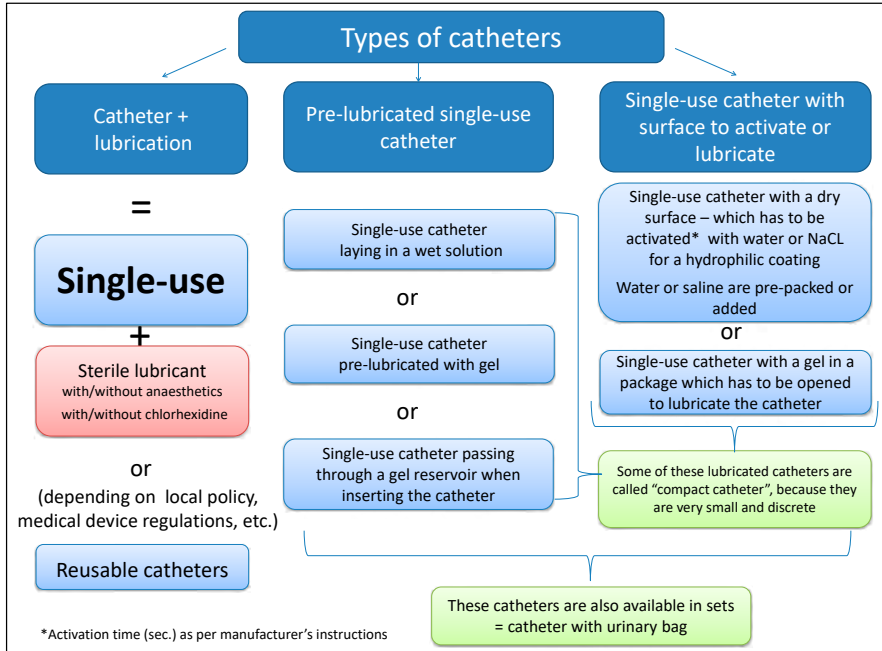 Types of catheters
Catheter +
lubrication
=
Single-use
+
Sterile lubricant
with/without anaesthetics
with/without chlorhexidine
or
(depending on local policy,
medical device regulations, etc.)
Reusable catheters
Pre-lubricated single-use
catheter
Single-use catheter
laying in a wet solution
or
Single-use catheter
pre-lubricated with gel
or
Single-use catheter passing
through a gel reservoir when
inserting the catheter
Single-use catheter with
surface to activate or
lubricate
Single-use catheter with a dry
surface – which has to be
activated* with water or NaCL
for a hydrophilic coating
Water or saline are pre-packed or
added
or
Single-use catheter with a gel in a
package which has to be opened
to lubricate the catheter
Some of these lubricated catheters are
called “compact catheter”, because they
are very small and discrete
These catheters are also available in sets
= catheter with urinary bag
*Activation time (sec.) as per manufacturer’s instructions